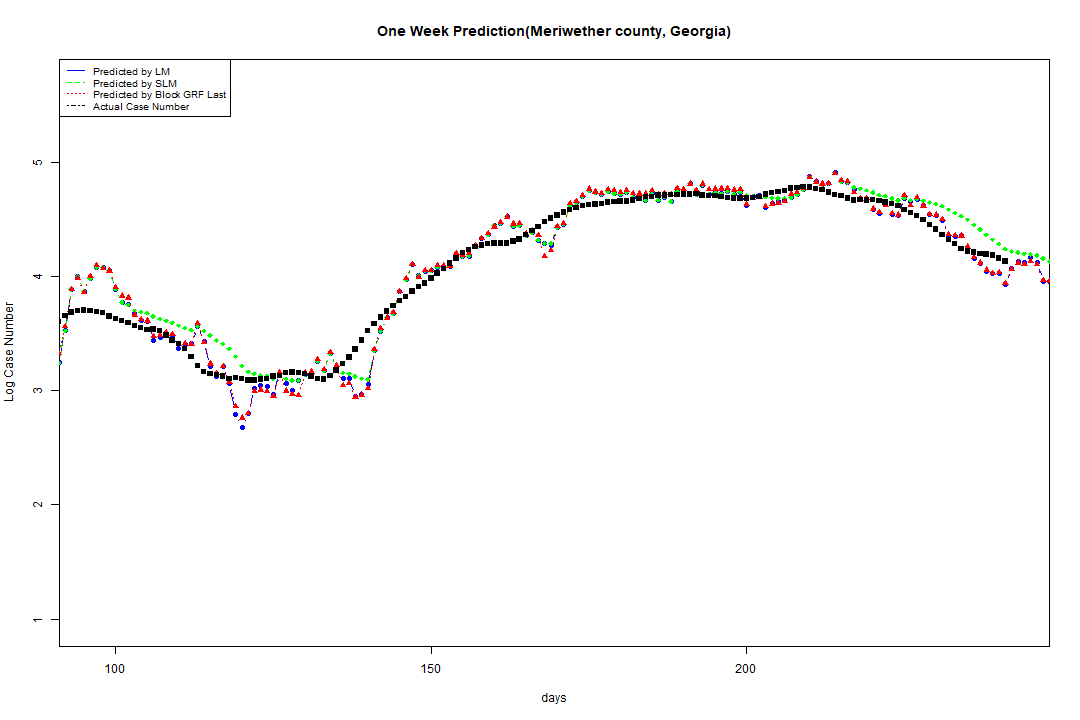 One Week Prediction(Meriwether county, Georgia)
Predicted by LM
Predicted by SLM
Predicted by Block GRF Last
Actual Case Number
5
4
3
2
1
Log Case Number
100 150 200
days